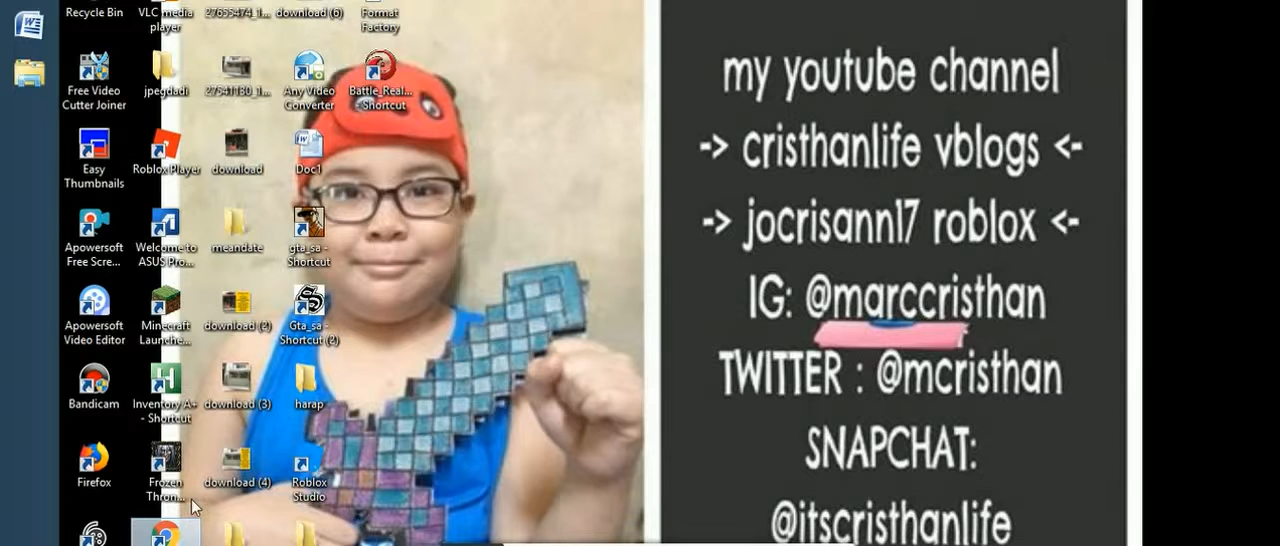 Recycle Bin
VLC media
player
27655474_1...
download (6)
Format
Factory
Free Video
Cutter Joiner
jpegdadi
27541130_1...
Any Video
Converter
Battle_Real...
- Shortcut
Easy
Thumbnails
Roblox Player
download
Doc1
Apowersoft
Free Scre...
Welcome to
ASUS Pro...
meandate
gta_sa -
Shortcut
Apowersoft
Video Editor
Minecraft
Launche...
download (2)
Gta_sa -
Shortcut (2)
Bandicam
Inventory A+
- Shortcut
download (3)
harap
Firefox
Frozen
Thron...
download (4)
Roblox
Studio
my youtube channel
-> cristhanlife vblogs <-
-> jocrisann17 roblox <-
IG: @marccristhan
TWITTER : @mcristhan
SNAPCHAT:
@itscristhanlife